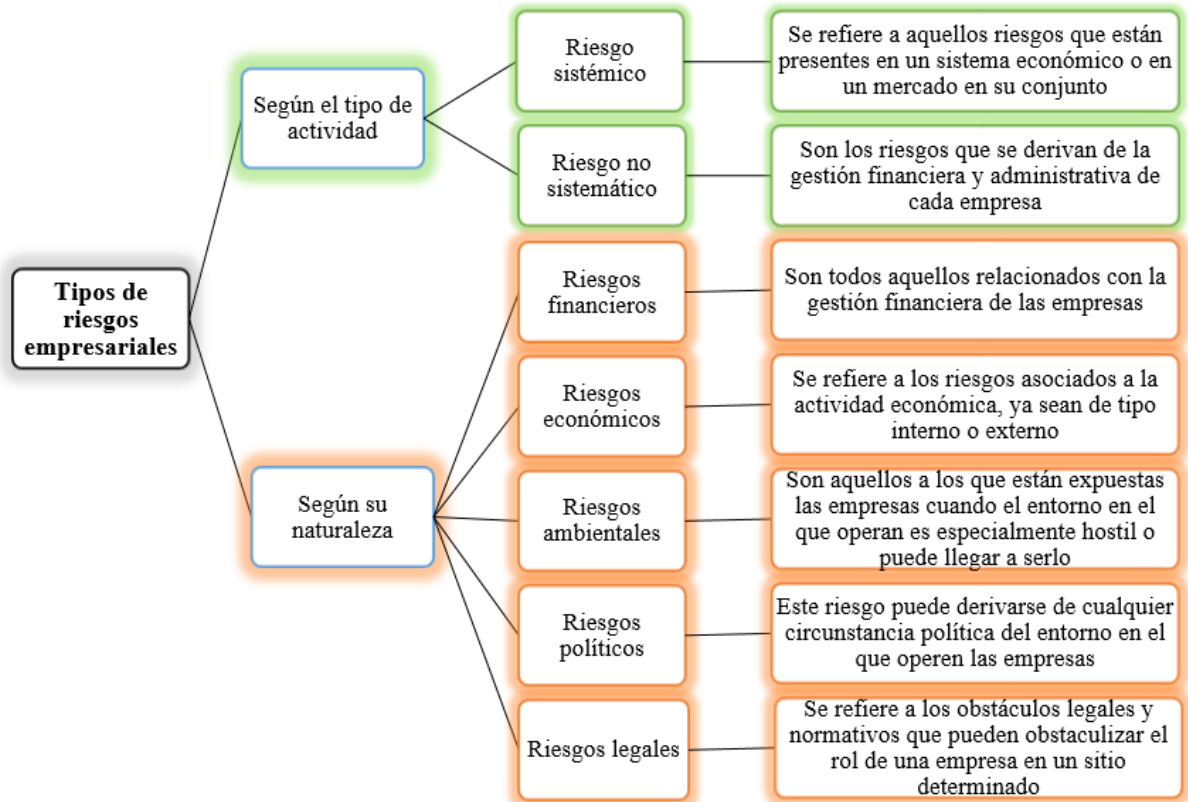 Tipos de
riesgos
empresariales
Según el tipo de
actividad
Riesgo
sistémico
Se refiere a aquellos riesgos que están
presentes en un sistema económico o en
un mercado en su conjunto
Riesgo no
sistemático
Son los riesgos que se derivan de la
gestión financiera y administrativa de
cada empresa
Según su
naturaleza
Riesgos
financieros
Son todos aquellos relacionados con la
gestión financiera de las empresas
Riesgos
económicos
Se refiere a los riesgos asociados a la
actividad económica, ya sean de tipo
interno o externo
Riesgos
ambientales
Son aquellos a los que están expuestas
las empresas cuando el entorno en el
que operan es especialmente hostil o
puede llegar a serlo
Riesgos
políticos
Este riesgo puede derivarse de cualquier
circunstancia política del entorno en el
que operen las empresas
Riesgos legales
Se refiere a los obstáculos legales y
normativos que pueden obstaculizar el
rol de una empresa en un sitio
determinado